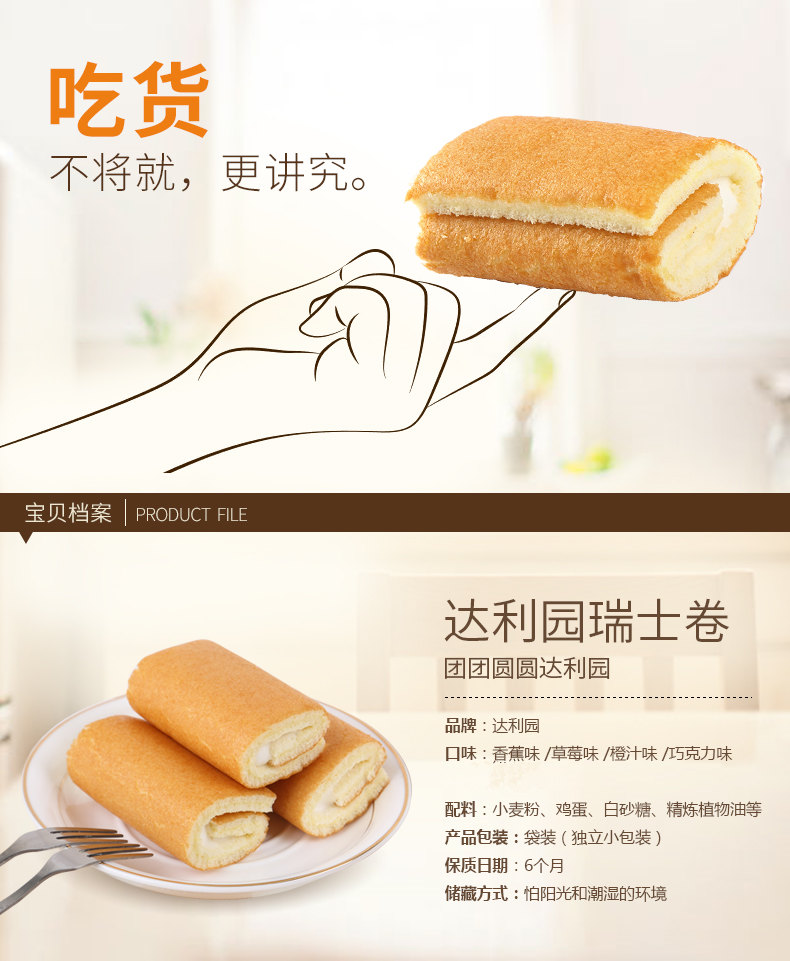 吃货
不将就，更讲究。
宝贝档案 | PRODUCT FILE
达利园瑞士卷
团团圆圆达利园
品牌：达利园
口味：香蕉味 /草莓味 /橙汁味 /巧克力味
配料：小麦粉、鸡蛋、白砂糖、精炼植物油等
产品包装：袋装（独立小包装）
保质日期：6个月
储藏方式：怕阳光和潮湿的环境